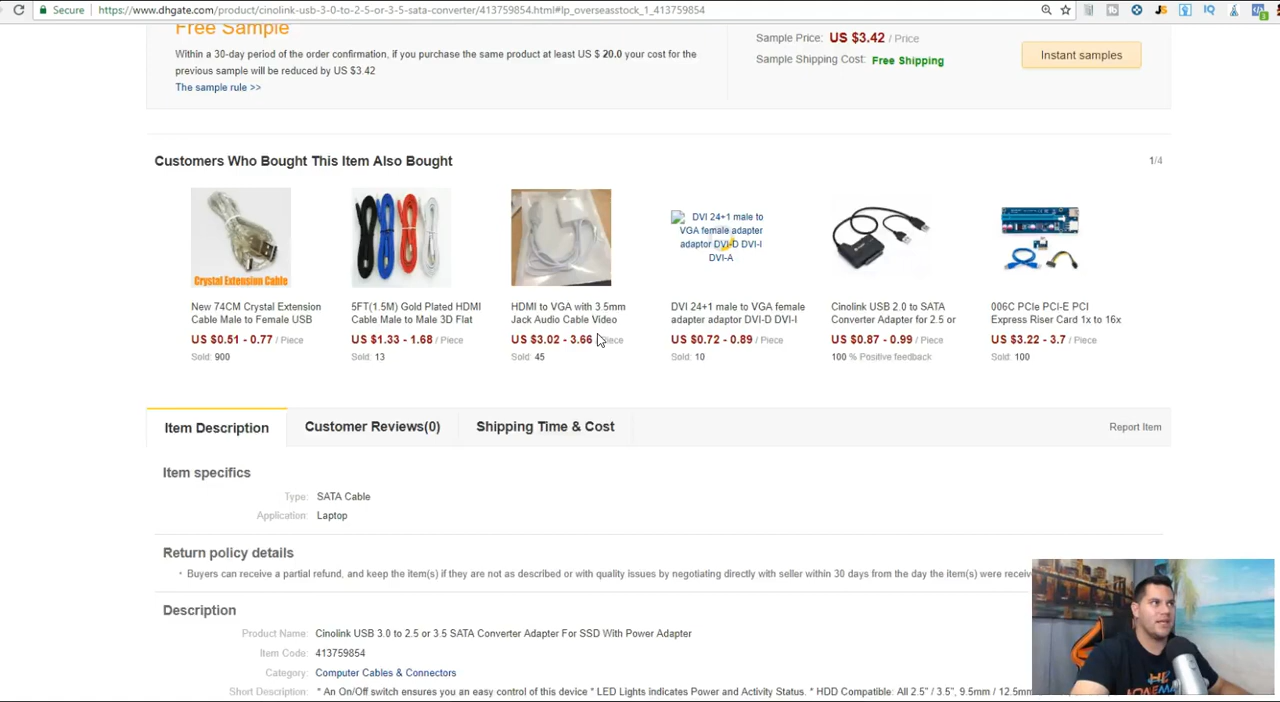 Secure https://www.dhgate.com/product/cinolink-usb-3-0-to-2-5-or-3-5-sata-converter/413759854.html#lp_overseasstock_1_413759854
Free Sample
Within a 30-day period of the order confirmation, if you purchase the same product at least US $ 20.0 your cost for the
previous sample will be reduced by US $3.42
The sample rule >>
Sample Price: US $3.42 / Price
Sample Shipping Cost: Free Shipping
Instant samples
Customers Who Bought This Item Also Bought
1/4
Crystal Extension Cable
New 74CM Crystal Extension
Cable Male to Female USB
US $0.51 - 0.77 / Piece
Sold: 900
5FT(1.5M) Gold Plated HDMI
Cable Male to Male 3D Flat
US $1.33 - 1.68 / Piece
Sold: 13
HDMI to VGA with 3.5mm
Jack Audio Cable Video
US $3.02 - 3.66 / Piece
Sold: 45
DVI 24+1 male to
VGA female adapter
adaptor DVI-D DVI-I
DVI-A
DVI 24+1 male to VGA female
adapter adaptor DVI-D DVI-I
US $0.72 - 0.89 / Piece
Sold: 10
Cinolink USB 2.0 to SATA
Converter Adapter for 2.5 or
US $0.87 - 0.99 / Piece
100 % Positive feedback
006C PCIe PCI-E PCI
Express Riser Card 1x to 16x
US $3.22 - 3.7 / Piece
Sold: 100
Item Description
Customer Reviews(0)
Shipping Time & Cost
Report Item
Item specifics
Type: SATA Cable
Application: Laptop
Return policy details
• Buyers can receive a partial refund, and keep the item(s) if they are not as described or with quality issues by negotiating directly with seller within 30 days from the day the item(s) were
Description
Product Name: Cinolink USB 3.0 to 2.5 or 3.5 SATA Converter Adapter For SSD With Power Adapter
Item Code: 413759854
Category: Computer Cables & Connectors
Short Description: * An On/Off switch ensures you an easy control of this device * LED Lights indicates Power and Activity Status. * HDD Compatible: All 2.5" / 3.5", 9.5mm / 12.5mm